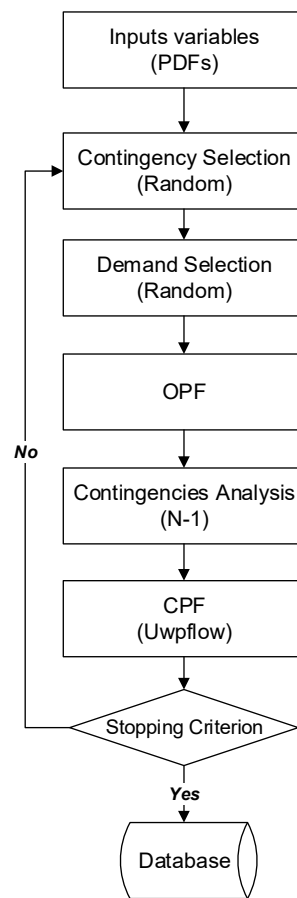 Inputs variables
(PDFs)
Contingency Selection
(Random)
Demand Selection
(Random)
OPF
No
Contingencies Analysis
(N-1)
CPF
(Uwpflow)
Stopping Criterion
Yes
Database